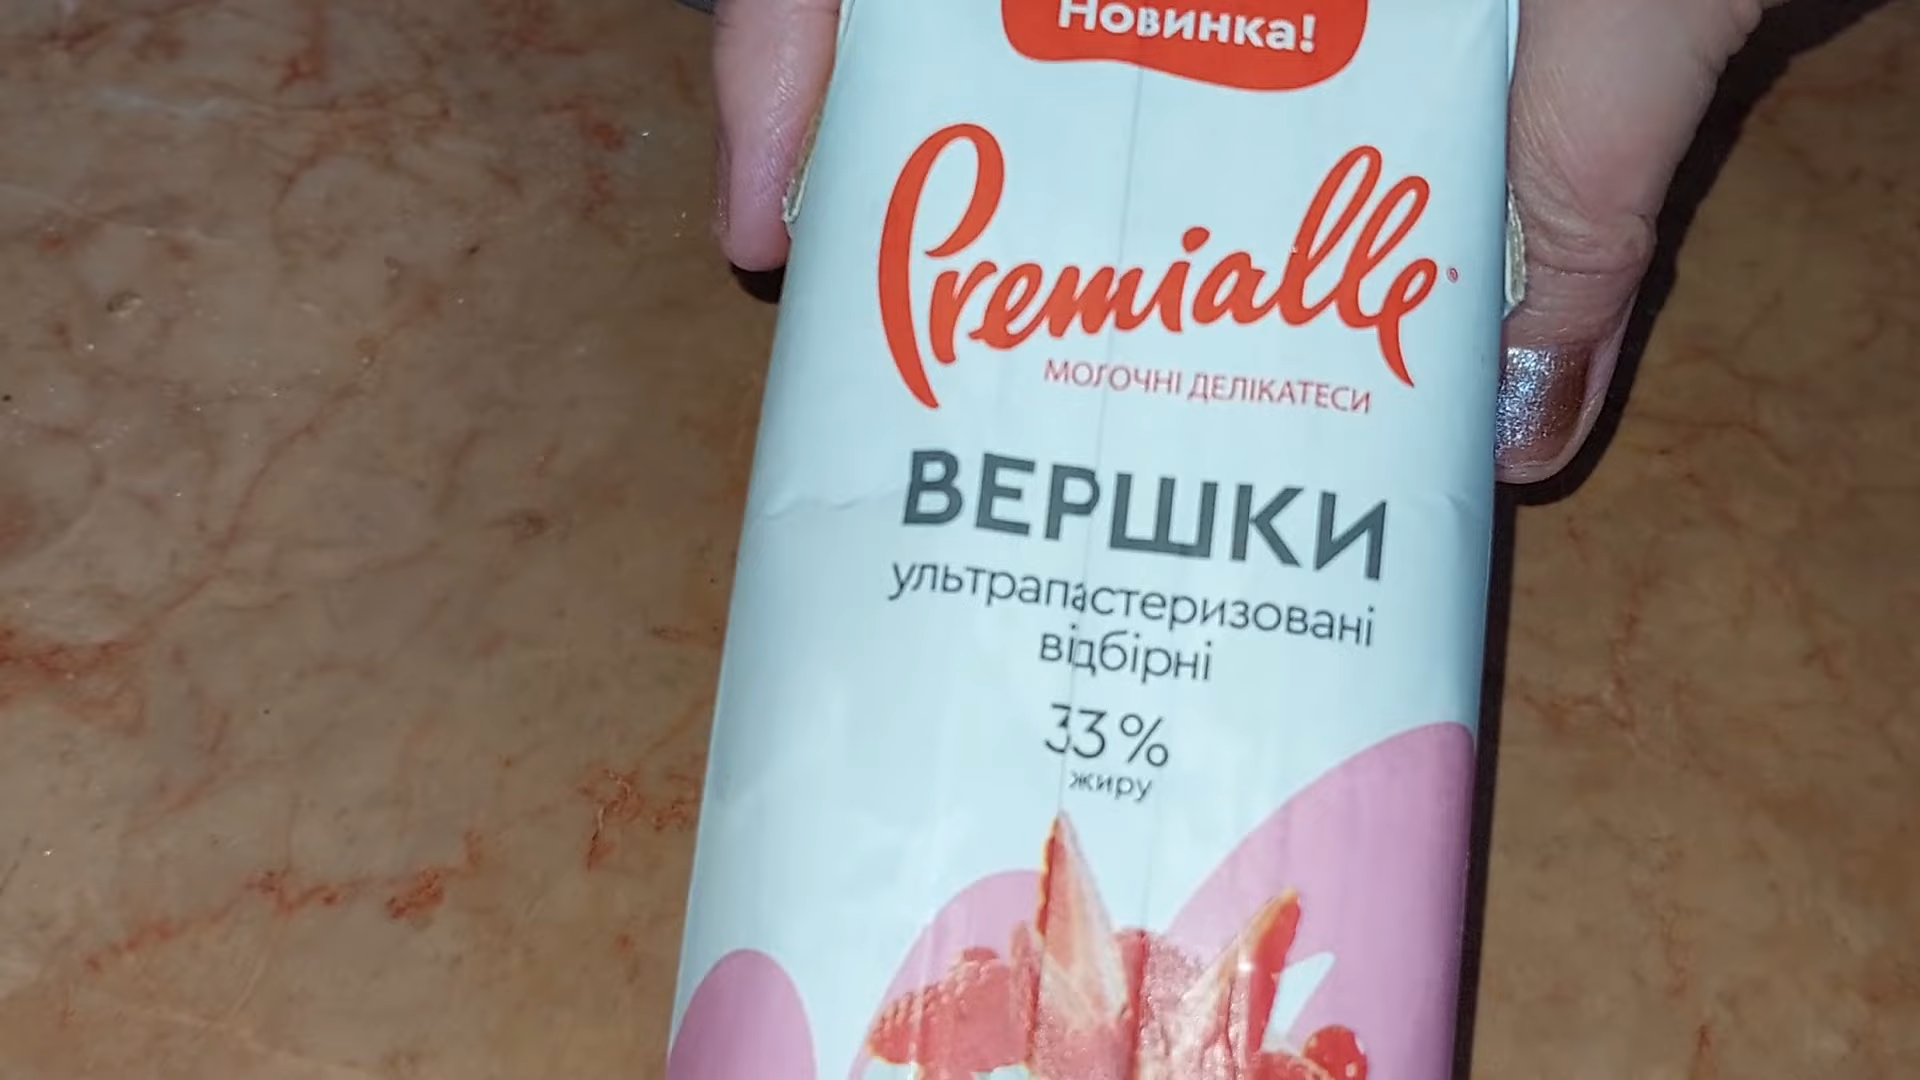 Новинка!
Premialle®
МОЛОЧНІ ДЕЛІКАТЕСИ
ВЕРШКИ
ультрапастеризовані
відбірні
33%
жиру